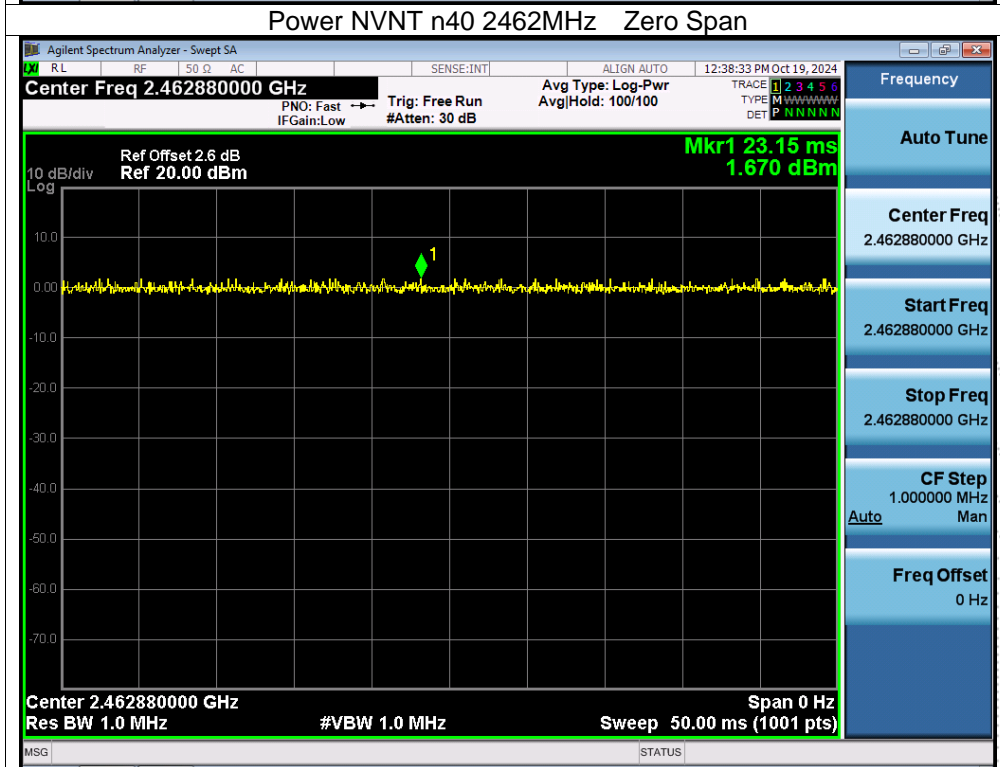 Power NVNT n40 2462MHz Zero Span
Agilent Spectrum Analyzer - Swept SA
LXI RL RF 50 Ω AC SENSE:INT ALIGN AUTO 12:38:33 PM Oct 19, 2024
Center Freq 2.462880000 GHz
PNO: Fast
IFGain:Low
Trig: Free Run
#Atten: 30 dB
Avg Type: Log-Pwr
Avg|Hold: 100/100
TRACE 1 2 3 4 5 6
TYPE M WWWWW
DET P N N N N N
Frequency
Mkr1 23.15 ms
1.670 dBm
Ref Offset 2.6 dB
10 dB/div Ref 20.00 dBm
Log
10.0
0.00
-10.0
-20.0
-30.0
-40.0
-50.0
-60.0
-70.0
1
Center 2.462880000 GHz Span 0 Hz
Res BW 1.0 MHz #VBW 1.0 MHz Sweep 50.00 ms (1001 pts)
Auto Tune
Center Freq
2.462880000 GHz
Start Freq
2.462880000 GHz
Stop Freq
2.462880000 GHz
CF Step
1.000000 MHz
Auto Man
Freq Offset
0 Hz
MSG STATUS